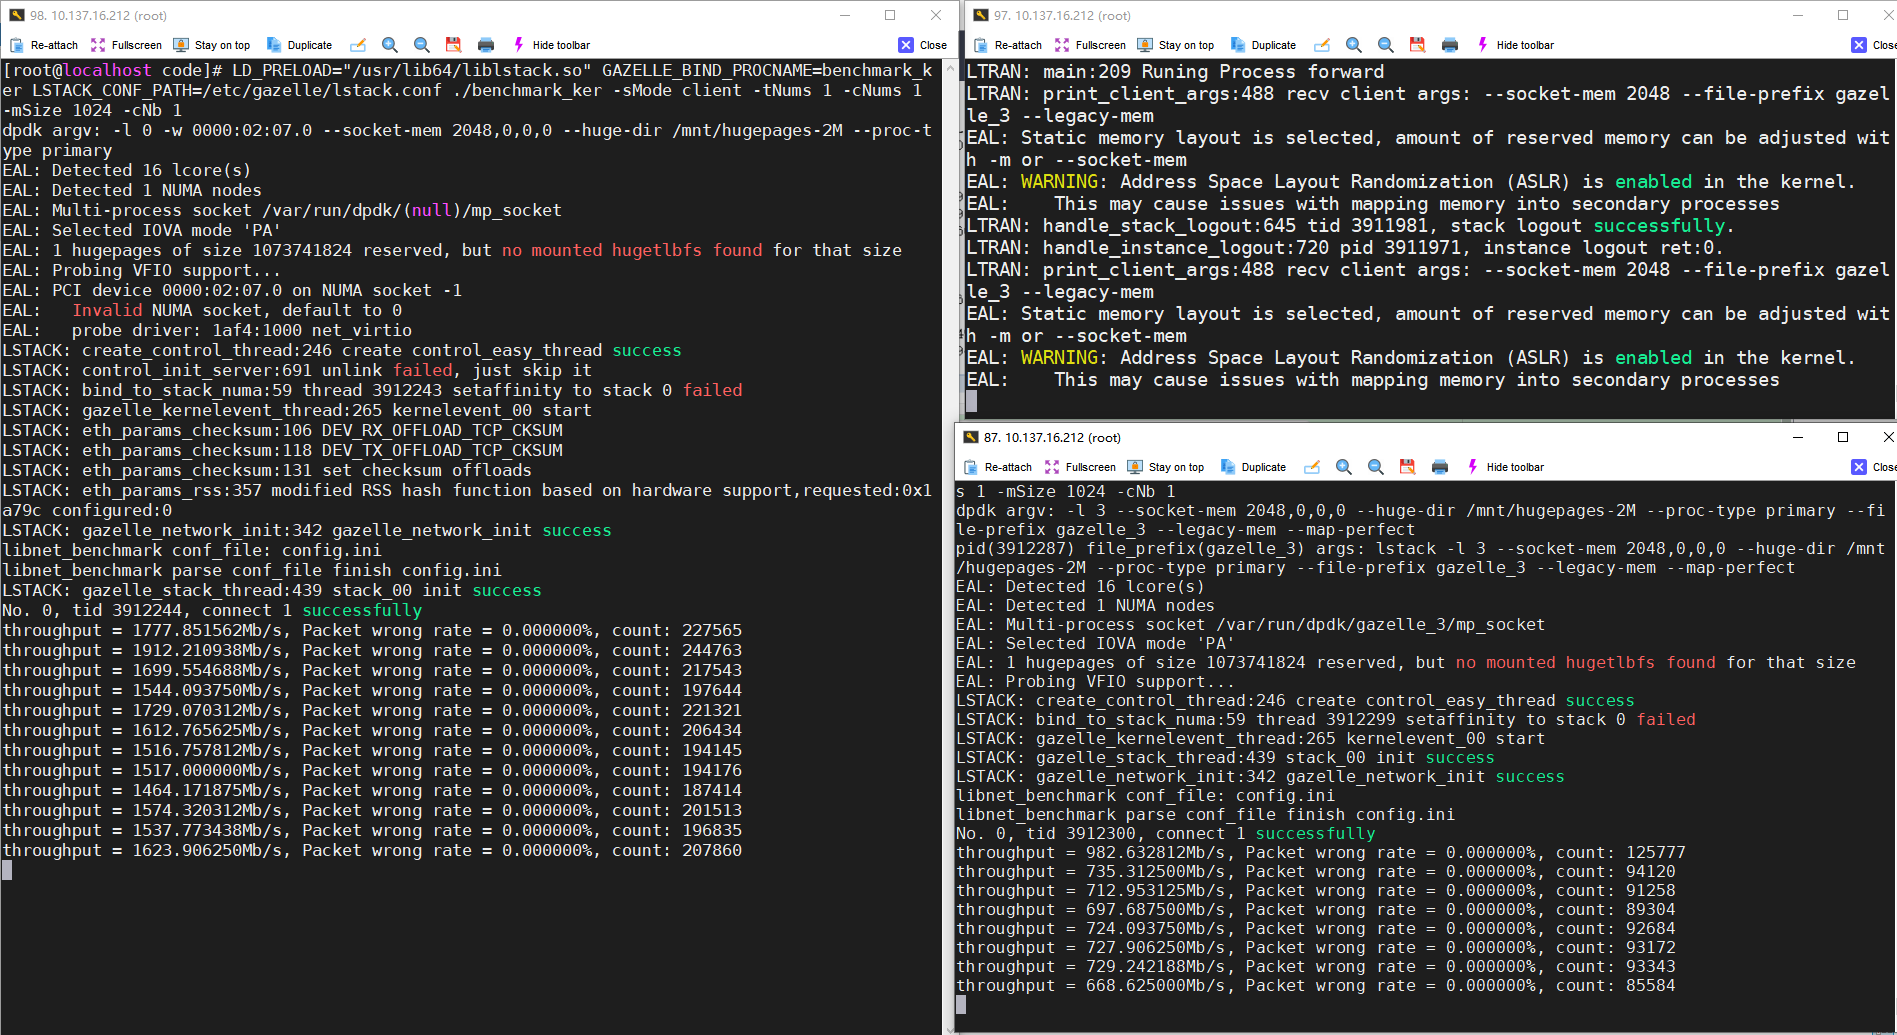 98. 10.137.16.212 (root)
Re-attach Fullscreen Stay on top Duplicate Hide toolbar Close
[root@localhost code]# LD_PRELOAD="/usr/lib64/liblstack.so" GAZELLE_BIND_PROCNAME=benchmark_k
er LSTACK_CONF_PATH=/etc/gazelle/lstack.conf ./benchmark_ker -sMode client -tNums 1 -cNums 1
-mSize 1024 -cNb 1
dpdk argv: -l 0 -w 0000:02:07.0 --socket-mem 2048,0,0,0 --huge-dir /mnt/hugepages-2M --proc-t
ype primary
EAL: Detected 16 lcore(s)
EAL: Detected 1 NUMA nodes
EAL: Multi-process socket /var/run/dpdk/(null)/mp_socket
EAL: Selected IOVA mode 'PA'
EAL: 1 hugepages of size 1073741824 reserved, but no mounted hugetlbfs found for that size
EAL: Probing VFIO support...
EAL: PCI device 0000:02:07.0 on NUMA socket -1
EAL:   Invalid NUMA socket, default to 0
EAL:   probe driver: 1af4:1000 net_virtio
LSTACK: create_control_thread:246 create control_easy_thread success
LSTACK: control_init_server:691 unlink failed, just skip it
LSTACK: bind_to_stack_numa:59 thread 3912243 setaffinity to stack 0 failed
LSTACK: gazelle_kernelevent_thread:265 kernelevent_00 start
LSTACK: eth_params_checksum:106 DEV_RX_OFFLOAD_TCP_CKSUM
LSTACK: eth_params_checksum:118 DEV_TX_OFFLOAD_TCP_CKSUM
LSTACK: eth_params_checksum:131 set checksum offloads
LSTACK: eth_params_rss:357 modified RSS hash function based on hardware support,requested:0x1
a79c configured:0
LSTACK: gazelle_network_init:342 gazelle_network_init success
libnet_benchmark conf_file: config.ini
libnet_benchmark parse conf_file finish config.ini
LSTACK: gazelle_stack_thread:439 stack_00 init success
No. 0, tid 3912244, connect 1 successfully
throughput = 1777.851562Mb/s, Packet wrong rate = 0.000000%, count: 227565
throughput = 1912.210938Mb/s, Packet wrong rate = 0.000000%, count: 244763
throughput = 1699.554688Mb/s, Packet wrong rate = 0.000000%, count: 217543
throughput = 1544.093750Mb/s, Packet wrong rate = 0.000000%, count: 197644
throughput = 1729.070312Mb/s, Packet wrong rate = 0.000000%, count: 221321
throughput = 1612.765625Mb/s, Packet wrong rate = 0.000000%, count: 206434
throughput = 1516.757812Mb/s, Packet wrong rate = 0.000000%, count: 194145
throughput = 1517.000000Mb/s, Packet wrong rate = 0.000000%, count: 194176
throughput = 1464.171875Mb/s, Packet wrong rate = 0.000000%, count: 187414
throughput = 1574.320312Mb/s, Packet wrong rate = 0.000000%, count: 201513
throughput = 1537.773438Mb/s, Packet wrong rate = 0.000000%, count: 196835
throughput = 1623.906250Mb/s, Packet wrong rate = 0.000000%, count: 207860
97. 10.137.16.212 (root)
Re-attach Fullscreen Stay on top Duplicate Hide toolbar Close
LTRAN: main:209 Runing Process forward
LTRAN: print_client_args:488 recv client args: --socket-mem 2048 --file-prefix gazel
le_3 --legacy-mem
EAL: Static memory layout is selected, amount of reserved memory can be adjusted wit
h -m or --socket-mem
EAL: WARNING: Address Space Layout Randomization (ASLR) is enabled in the kernel.
EAL:    This may cause issues with mapping memory into secondary processes
LTRAN: handle_stack_logout:645 tid 3911981, stack logout successfully.
LTRAN: handle_instance_logout:720 pid 3911971, instance logout ret:0.
LTRAN: print_client_args:488 recv client args: --socket-mem 2048 --file-prefix gazel
le_3 --legacy-mem
EAL: Static memory layout is selected, amount of reserved memory can be adjusted wit
h -m or --socket-mem
EAL: WARNING: Address Space Layout Randomization (ASLR) is enabled in the kernel.
EAL:    This may cause issues with mapping memory into secondary processes
87. 10.137.16.212 (root)
Re-attach Fullscreen Stay on top Duplicate Hide toolbar Close
s 1 -mSize 1024 -cNb 1
dpdk argv: -l 3 --socket-mem 2048,0,0,0 --huge-dir /mnt/hugepages-2M --proc-type primary --fi
le-prefix gazelle_3 --legacy-mem --map-perfect
pid(3912287) file_prefix(gazelle_3) args: lstack -l 3 --socket-mem 2048,0,0,0 --huge-dir /mnt
/hugepages-2M --proc-type primary --file-prefix gazelle_3 --legacy-mem --map-perfect
EAL: Detected 16 lcore(s)
EAL: Detected 1 NUMA nodes
EAL: Multi-process socket /var/run/dpdk/gazelle_3/mp_socket
EAL: Selected IOVA mode 'PA'
EAL: 1 hugepages of size 1073741824 reserved, but no mounted hugetlbfs found for that size
EAL: Probing VFIO support...
LSTACK: create_control_thread:246 create control_easy_thread success
LSTACK: bind_to_stack_numa:59 thread 3912299 setaffinity to stack 0 failed
LSTACK: gazelle_kernelevent_thread:265 kernelevent_00 start
LSTACK: gazelle_stack_thread:439 stack_00 init success
LSTACK: gazelle_network_init:342 gazelle_network_init success
libnet_benchmark conf_file: config.ini
libnet_benchmark parse conf_file finish config.ini
No. 0, tid 3912300, connect 1 successfully
throughput = 982.632812Mb/s, Packet wrong rate = 0.000000%, count: 125777
throughput = 735.312500Mb/s, Packet wrong rate = 0.000000%, count: 94120
throughput = 712.953125Mb/s, Packet wrong rate = 0.000000%, count: 91258
throughput = 697.687500Mb/s, Packet wrong rate = 0.000000%, count: 89304
throughput = 724.093750Mb/s, Packet wrong rate = 0.000000%, count: 92684
throughput = 727.906250Mb/s, Packet wrong rate = 0.000000%, count: 93172
throughput = 729.242188Mb/s, Packet wrong rate = 0.000000%, count: 93343
throughput = 668.625000Mb/s, Packet wrong rate = 0.000000%, count: 85584